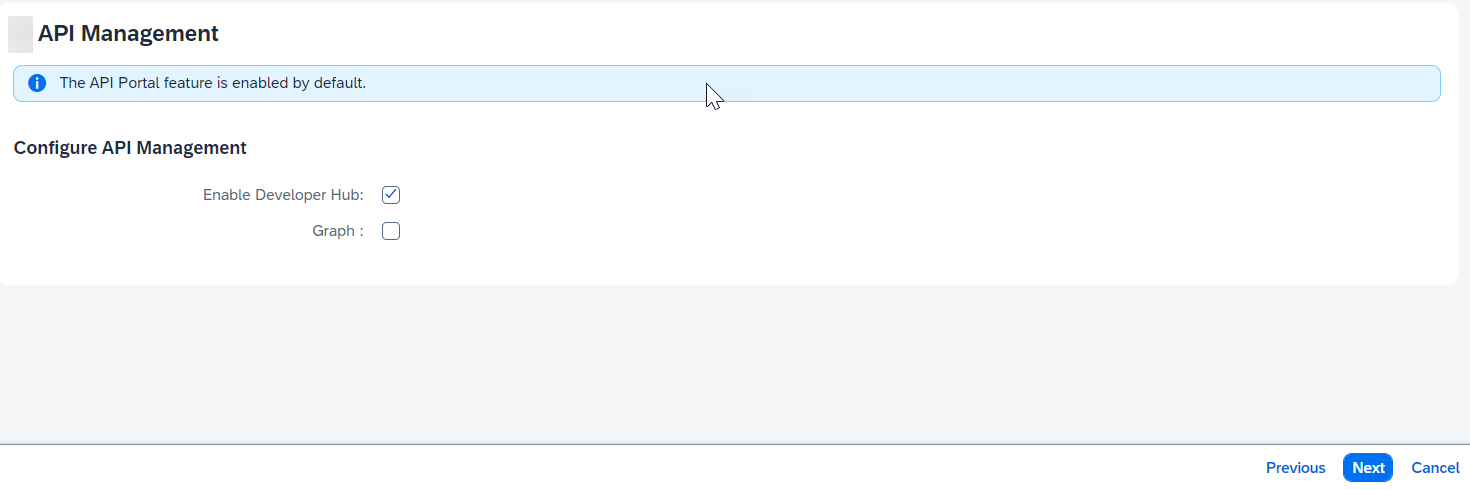 API Management
The API Portal feature is enabled by default.
Configure API Management
Enable Developer Hub:
Graph :
Previous Next Cancel